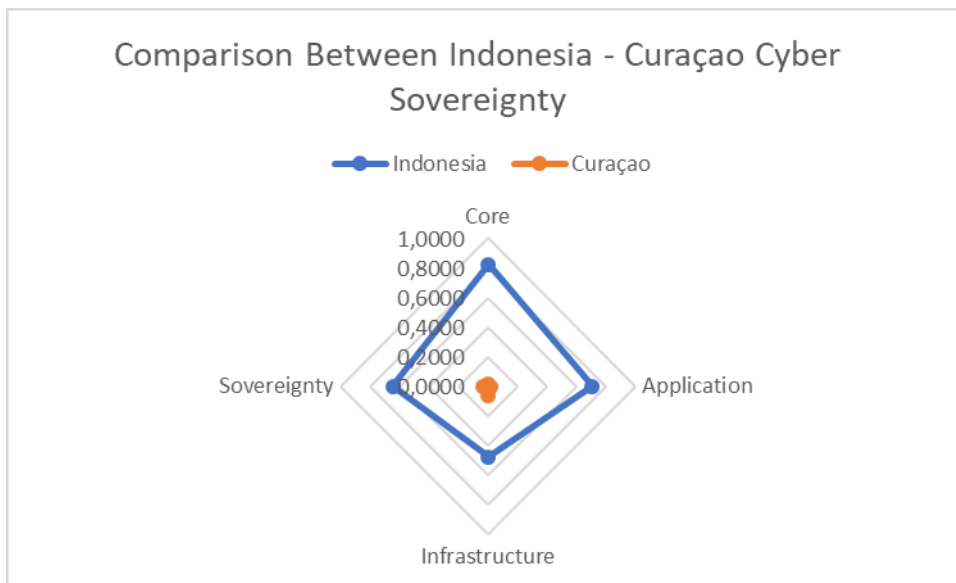 Comparison Between Indonesia - Curaçao Cyber
Sovereignty
Indonesia
Curaçao
Core
1,0000
0,8000
0,6000
0,4000
0,2000
0,0000
Sovereignty
Application
Infrastructure